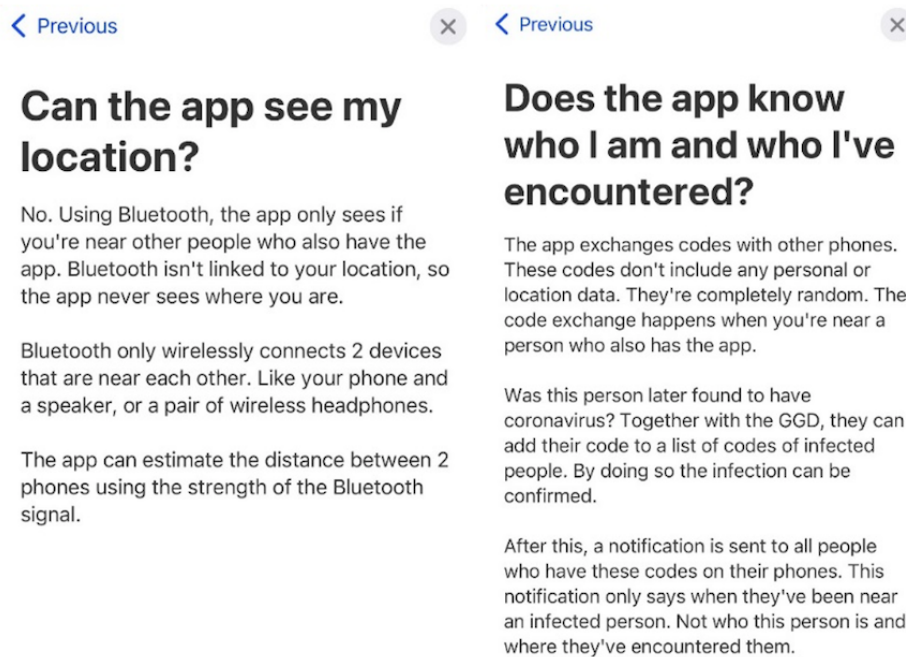 Previous
Can the app see my
location?
No. Using Bluetooth, the app only sees if
you're near other people who also have the
app. Bluetooth isn't linked to your location, so
the app never sees where you are.
Bluetooth only wirelessly connects 2 devices
that are near each other. Like your phone and
a speaker, or a pair of wireless headphones.
The app can estimate the distance between 2
phones using the strength of the Bluetooth
signal.
Previous
Does the app know
who I am and who I've
encountered?
The app exchanges codes with other phones.
These codes don't include any personal or
location data. They're completely random. The
code exchange happens when you're near a
person who also has the app.
Was this person later found to have
coronavirus? Together with the GGD, they can
add their code to a list of codes of infected
people. By doing so the infection can be
confirmed.
After this, a notification is sent to all people
who have these codes on their phones. This
notification only says when they've been near
an infected person. Not who this person is and
where they've encountered them.